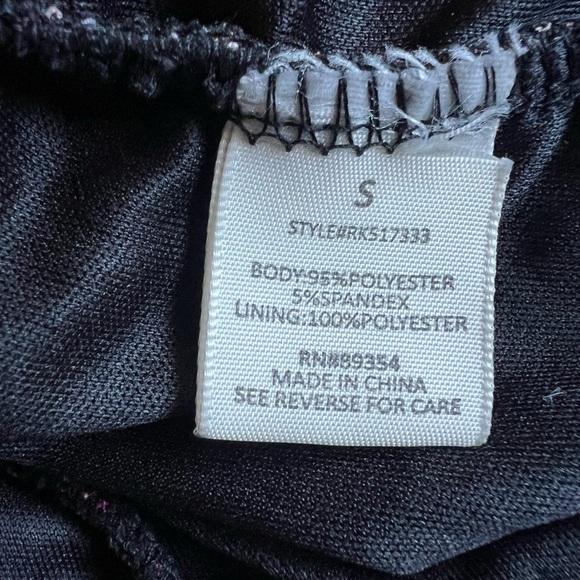 S
STYLE#RK517333
BODY:95%POLYESTER
5%SPANDEX
LINING:100%POLYESTER
RN#89354
MADE IN CHINA
SEE REVERSE FOR CARE